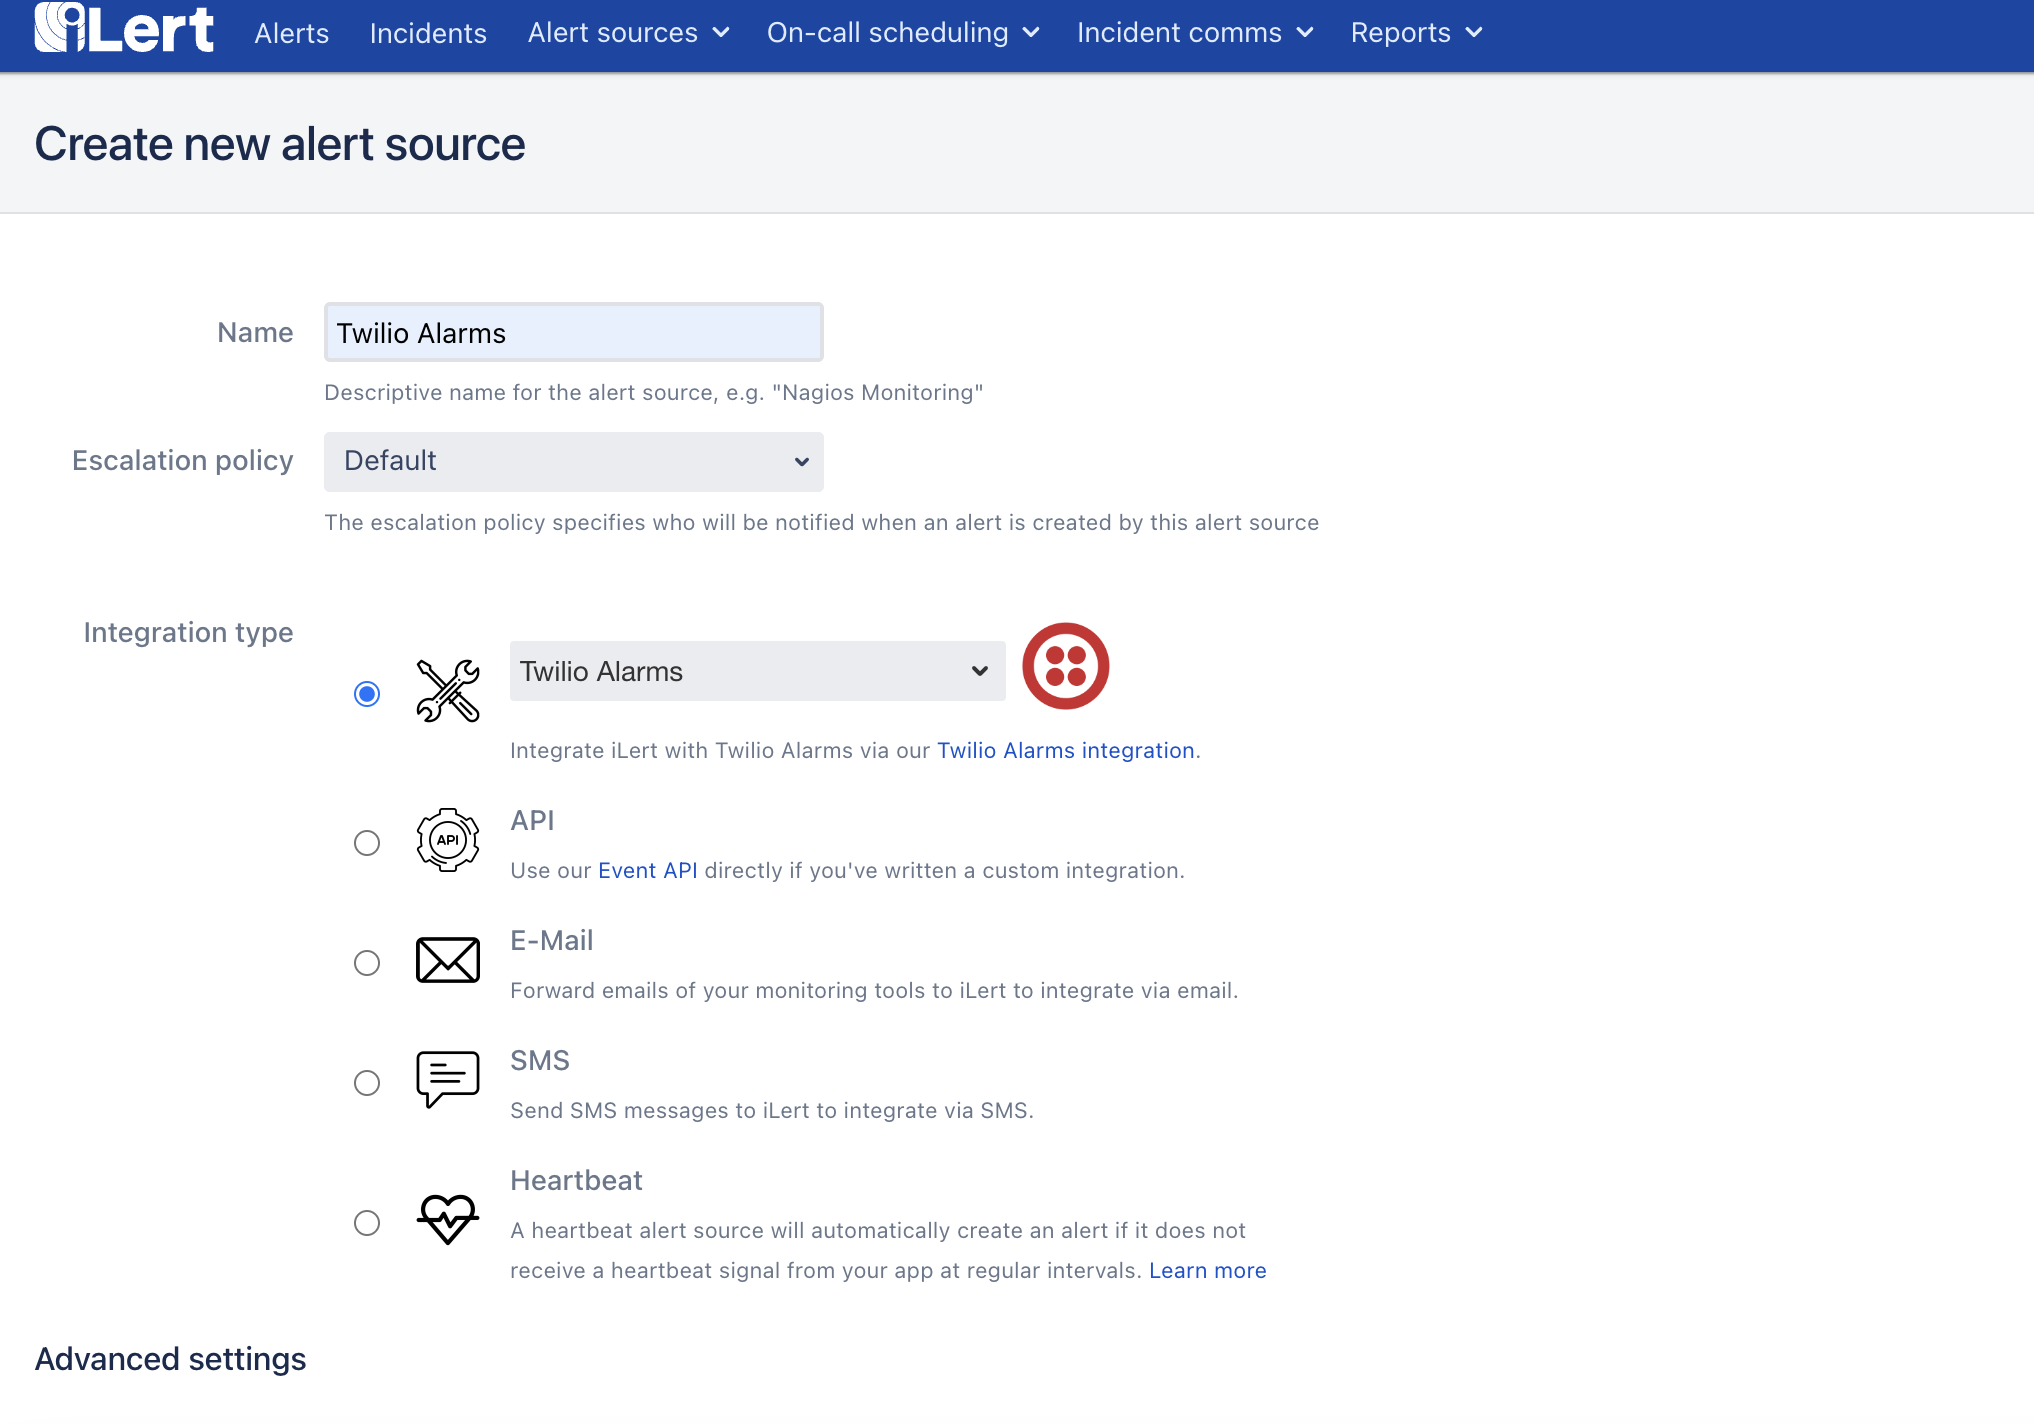 iLert Alerts Incidents Alert sources On-call scheduling Incident comms Reports
Create new alert source
Name Twilio Alarms
Descriptive name for the alert source, e.g. "Nagios Monitoring"
Escalation policy Default
The escalation policy specifies who will be notified when an alert is created by this alert source
Integration type
Twilio Alarms
Integrate iLert with Twilio Alarms via our Twilio Alarms integration.
API
API
Use our Event API directly if you've written a custom integration.
E-Mail
Forward emails of your monitoring tools to iLert to integrate via email.
SMS
Send SMS messages to iLert to integrate via SMS.
Heartbeat
A heartbeat alert source will automatically create an alert if it does not
receive a heartbeat signal from your app at regular intervals. Learn more
Advanced settings